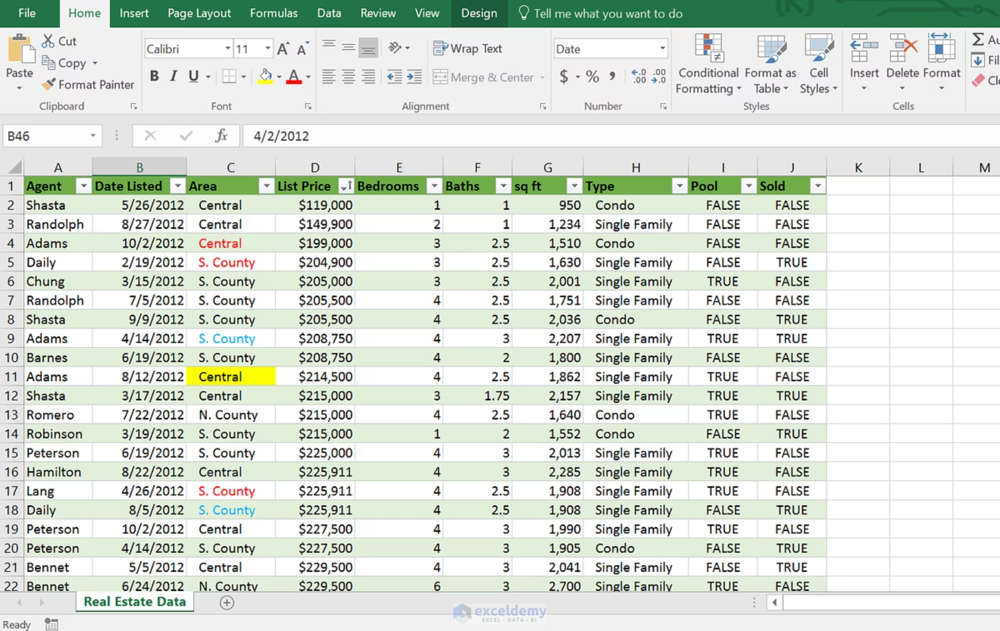 File Home Insert Page Layout Formulas Data Review View Design Tell me what you want to do
Paste Cut
Copy
Format Painter
Clipboard
Calibri 11 A A
B I U A
Font
Wrap Text
Merge & Center
Alignment
Date
$ % , .0 .00 .00 .0
Number
Conditional Formatting Format as Table Cell Styles
Styles
Insert Delete Format
Cells
Σ
B46 fx 4/2/2012
A B C D E F G H I J K L M
1 Agent Date Listed Area List Price Bedrooms Baths sq ft Type Pool Sold
2 Shasta 5/26/2012 Central $119,000 1 1 950 Condo FALSE FALSE
3 Randolph 8/27/2012 Central $149,900 2 1 1,234 Single Family FALSE FALSE
4 Adams 10/2/2012 Central $199,000 3 2.5 1,510 Condo FALSE FALSE
5 Daily 2/19/2012 S. County $204,900 3 2.5 1,630 Single Family FALSE TRUE
6 Chung 3/15/2012 S. County $205,000 3 2.5 2,001 Single Family TRUE FALSE
7 Randolph 7/5/2012 S. County $205,500 4 2.5 1,751 Single Family FALSE FALSE
8 Shasta 9/9/2012 S. County $205,500 4 2.5 2,036 Condo FALSE TRUE
9 Adams 4/14/2012 S. County $208,750 4 3 2,207 Single Family TRUE TRUE
10 Barnes 6/19/2012 S. County $208,750 4 2 1,800 Single Family FALSE FALSE
11 Adams 8/12/2012 Central $214,500 4 2.5 1,862 Single Family TRUE FALSE
12 Shasta 3/17/2012 Central $215,000 3 1.75 2,157 Single Family TRUE TRUE
13 Romero 7/22/2012 N. County $215,000 4 2.5 1,640 Condo TRUE FALSE
14 Robinson 3/19/2012 S. County $215,000 1 2 1,552 Condo FALSE TRUE
15 Peterson 6/19/2012 S. County $225,000 4 3 2,013 Single Family TRUE FALSE
16 Hamilton 8/22/2012 Central $225,911 4 3 2,285 Single Family TRUE FALSE
17 Lang 4/26/2012 S. County $225,911 4 2.5 1,908 Single Family TRUE FALSE
18 Daily 8/5/2012 S. County $225,911 4 2.5 1,908 Single Family FALSE TRUE
19 Peterson 10/2/2012 Central $227,500 4 3 1,990 Single Family TRUE FALSE
20 Peterson 4/14/2012 S. County $227,500 4 3 1,905 Condo FALSE TRUE
21 Bennet 5/5/2012 Central $229,500 4 3 2,041 Single Family FALSE TRUE
22 Bennet 6/24/2012 N. County $229,500 6 3 2,700 Single Family TRUE FALSE
Real Estate Data
exceldemy
EXCEL - DATA - BI
Ready